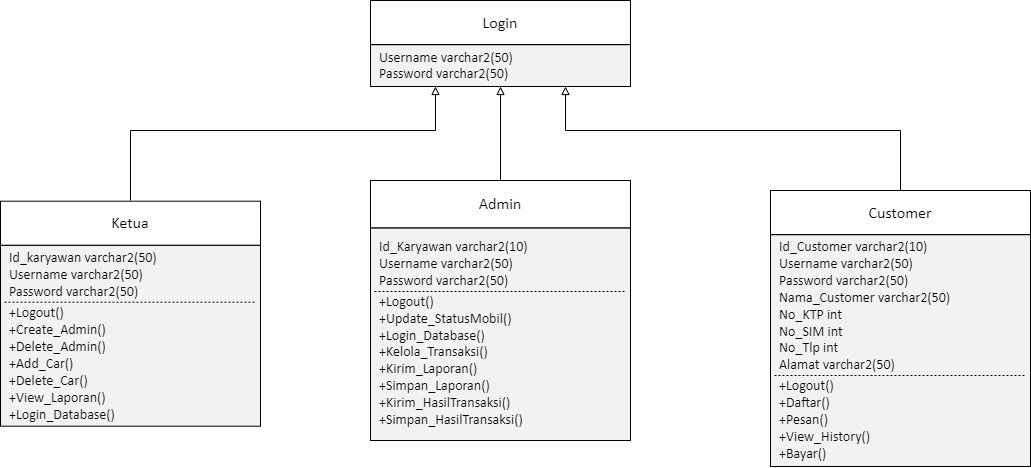 Login
Username varchar2(50)
Password varchar2(50)
Ketua
Id_karyawan varchar2(50)
Username varchar2(50)
Password varchar2(50)
+Logout()
+Create_Admin()
+Delete_Admin()
+Add_Car()
+Delete_Car()
+View_Laporan()
+Login_Database()
Admin
Id_Karyawan varchar2(10)
Username varchar2(50)
Password varchar2(50)
+Logout()
+Update_StatusMobil()
+Login_Database()
+Kelola_Transaksi()
+Kirim_Laporan()
+Simpan_Laporan()
+Kirim_HasilTransaksi()
+Simpan_HasilTransaksi()
Customer
Id_Customer varchar2(10)
Username varchar2(50)
Password varchar2(50)
Nama_Customer varchar2(50)
No_KTP int
No_SIM int
No_Tlp int
Alamat varchar2(50)
+Logout()
+Daftar()
+Pesan()
+View_History()
+Bayar()